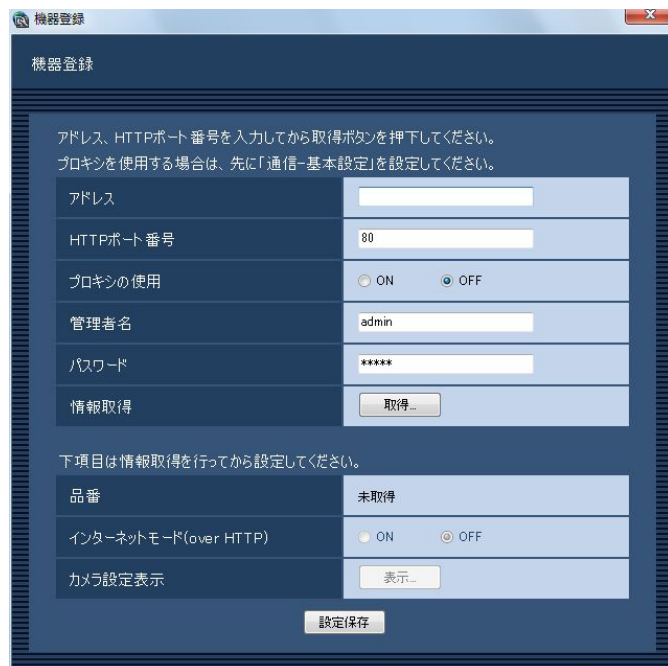 機器登録
機器登録
アドレス、HTTPポート番号を入力してから取得ボタンを押下してください。
プロキシを使用する場合は、先に「通信-基本設定」を設定してください。
アドレス
HTTPポート番号 80
プロキシの使用 ON OFF
管理者名 admin
パスワード *****
情報取得 取得...
下項目は情報取得を行ってから設定してください。
品番 未取得
インターネットモード(over HTTP) ON OFF
カメラ設定表示 表示...
設定保存